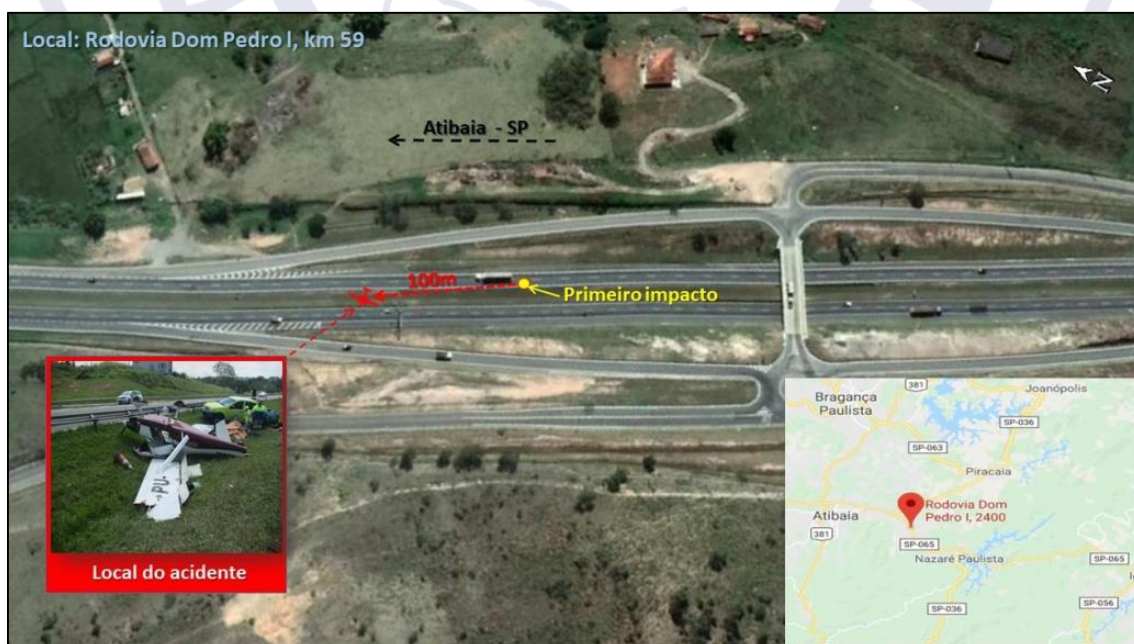 Local: Rodovia Dom Pedro I, km 59
N
Atibaia - SP
100m
Primeiro impacto
PU-
Local do acidente
381
Joanópolis
Bragança
Paulista
SP-036
SP-063
Piracaia
Rodovia Dom
Pedro I, 2400
Atibaia
381
SP-065
Nazaré Paulista
SP-065
SP-036
SP-056